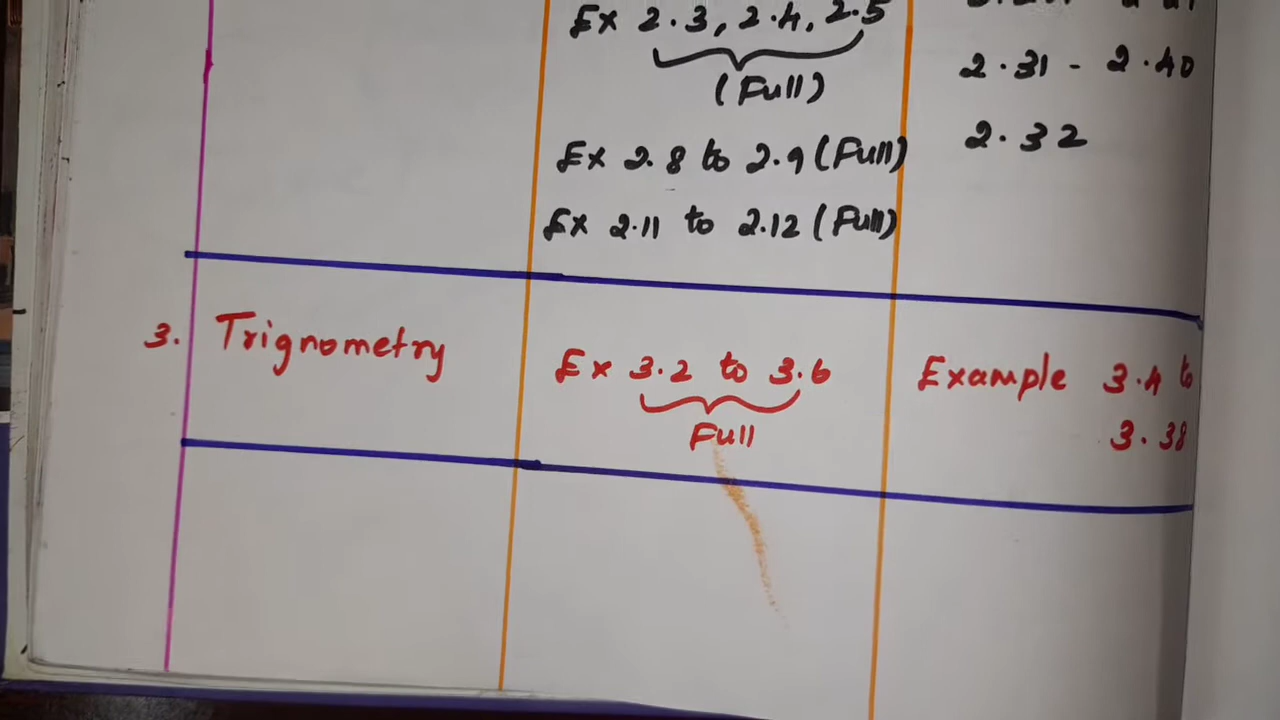 Ex 2.3, 2.4, 2.5
(Full)
2.31 - 2.40
2.32
Ex 2.8 to 2.9 (Full)
Ex 2.11 to 2.12 (Full)
3. Trignometry
Ex 3.2 to 3.6
Full
Example 3.4 to
3.38